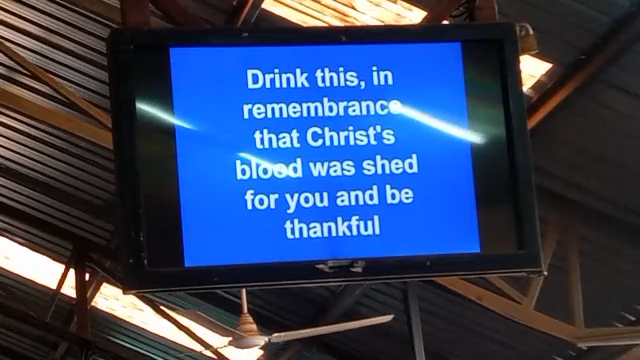 Drink this, in
remembrance
that Christ's
blood was shed
for you and be
thankful